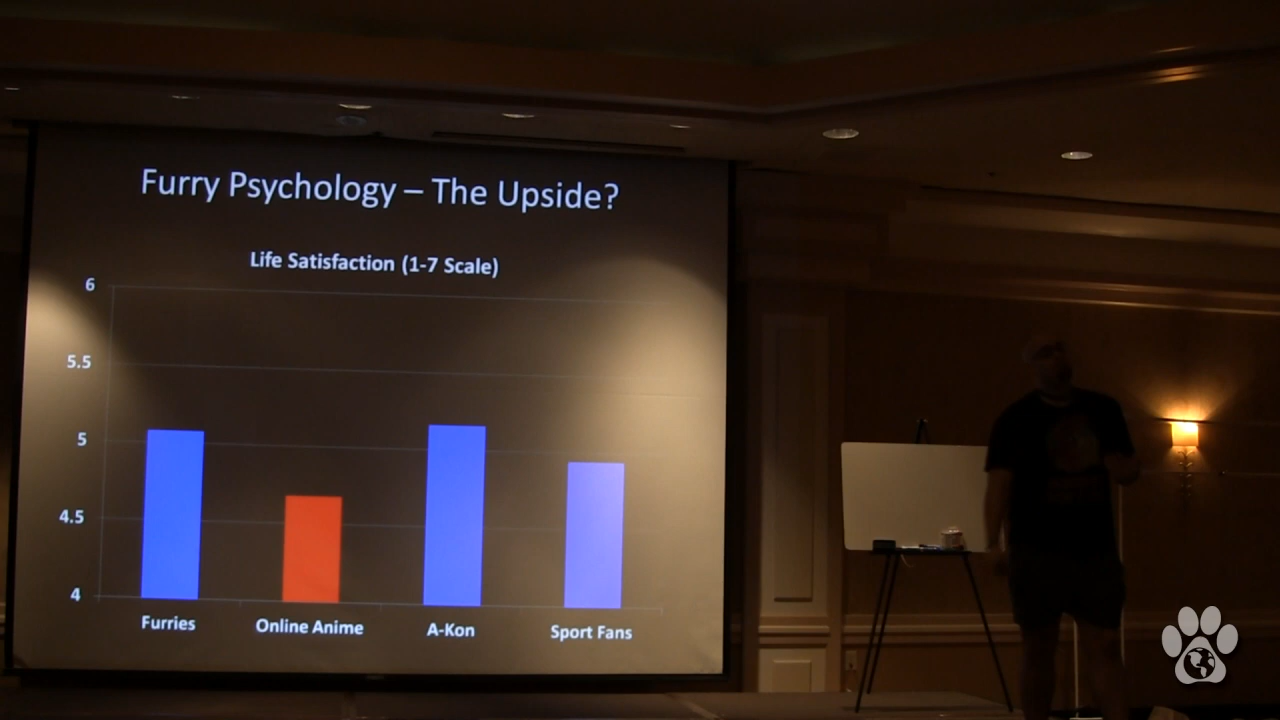 Furry Psychology – The Upside?
Life Satisfaction (1-7 Scale)
6
5.5
5
4.5
4
Furries
Online Anime
A-Kon
Sport Fans